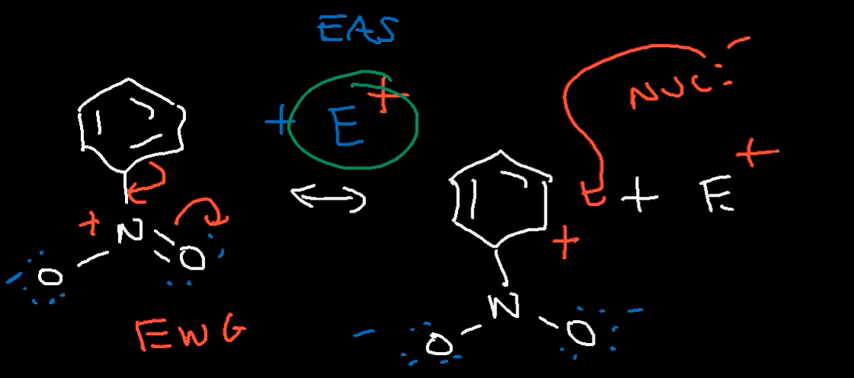 EAS
+ E +
NUC: -
E + E +
+ N O
- O
+
EWG
N
- O O -